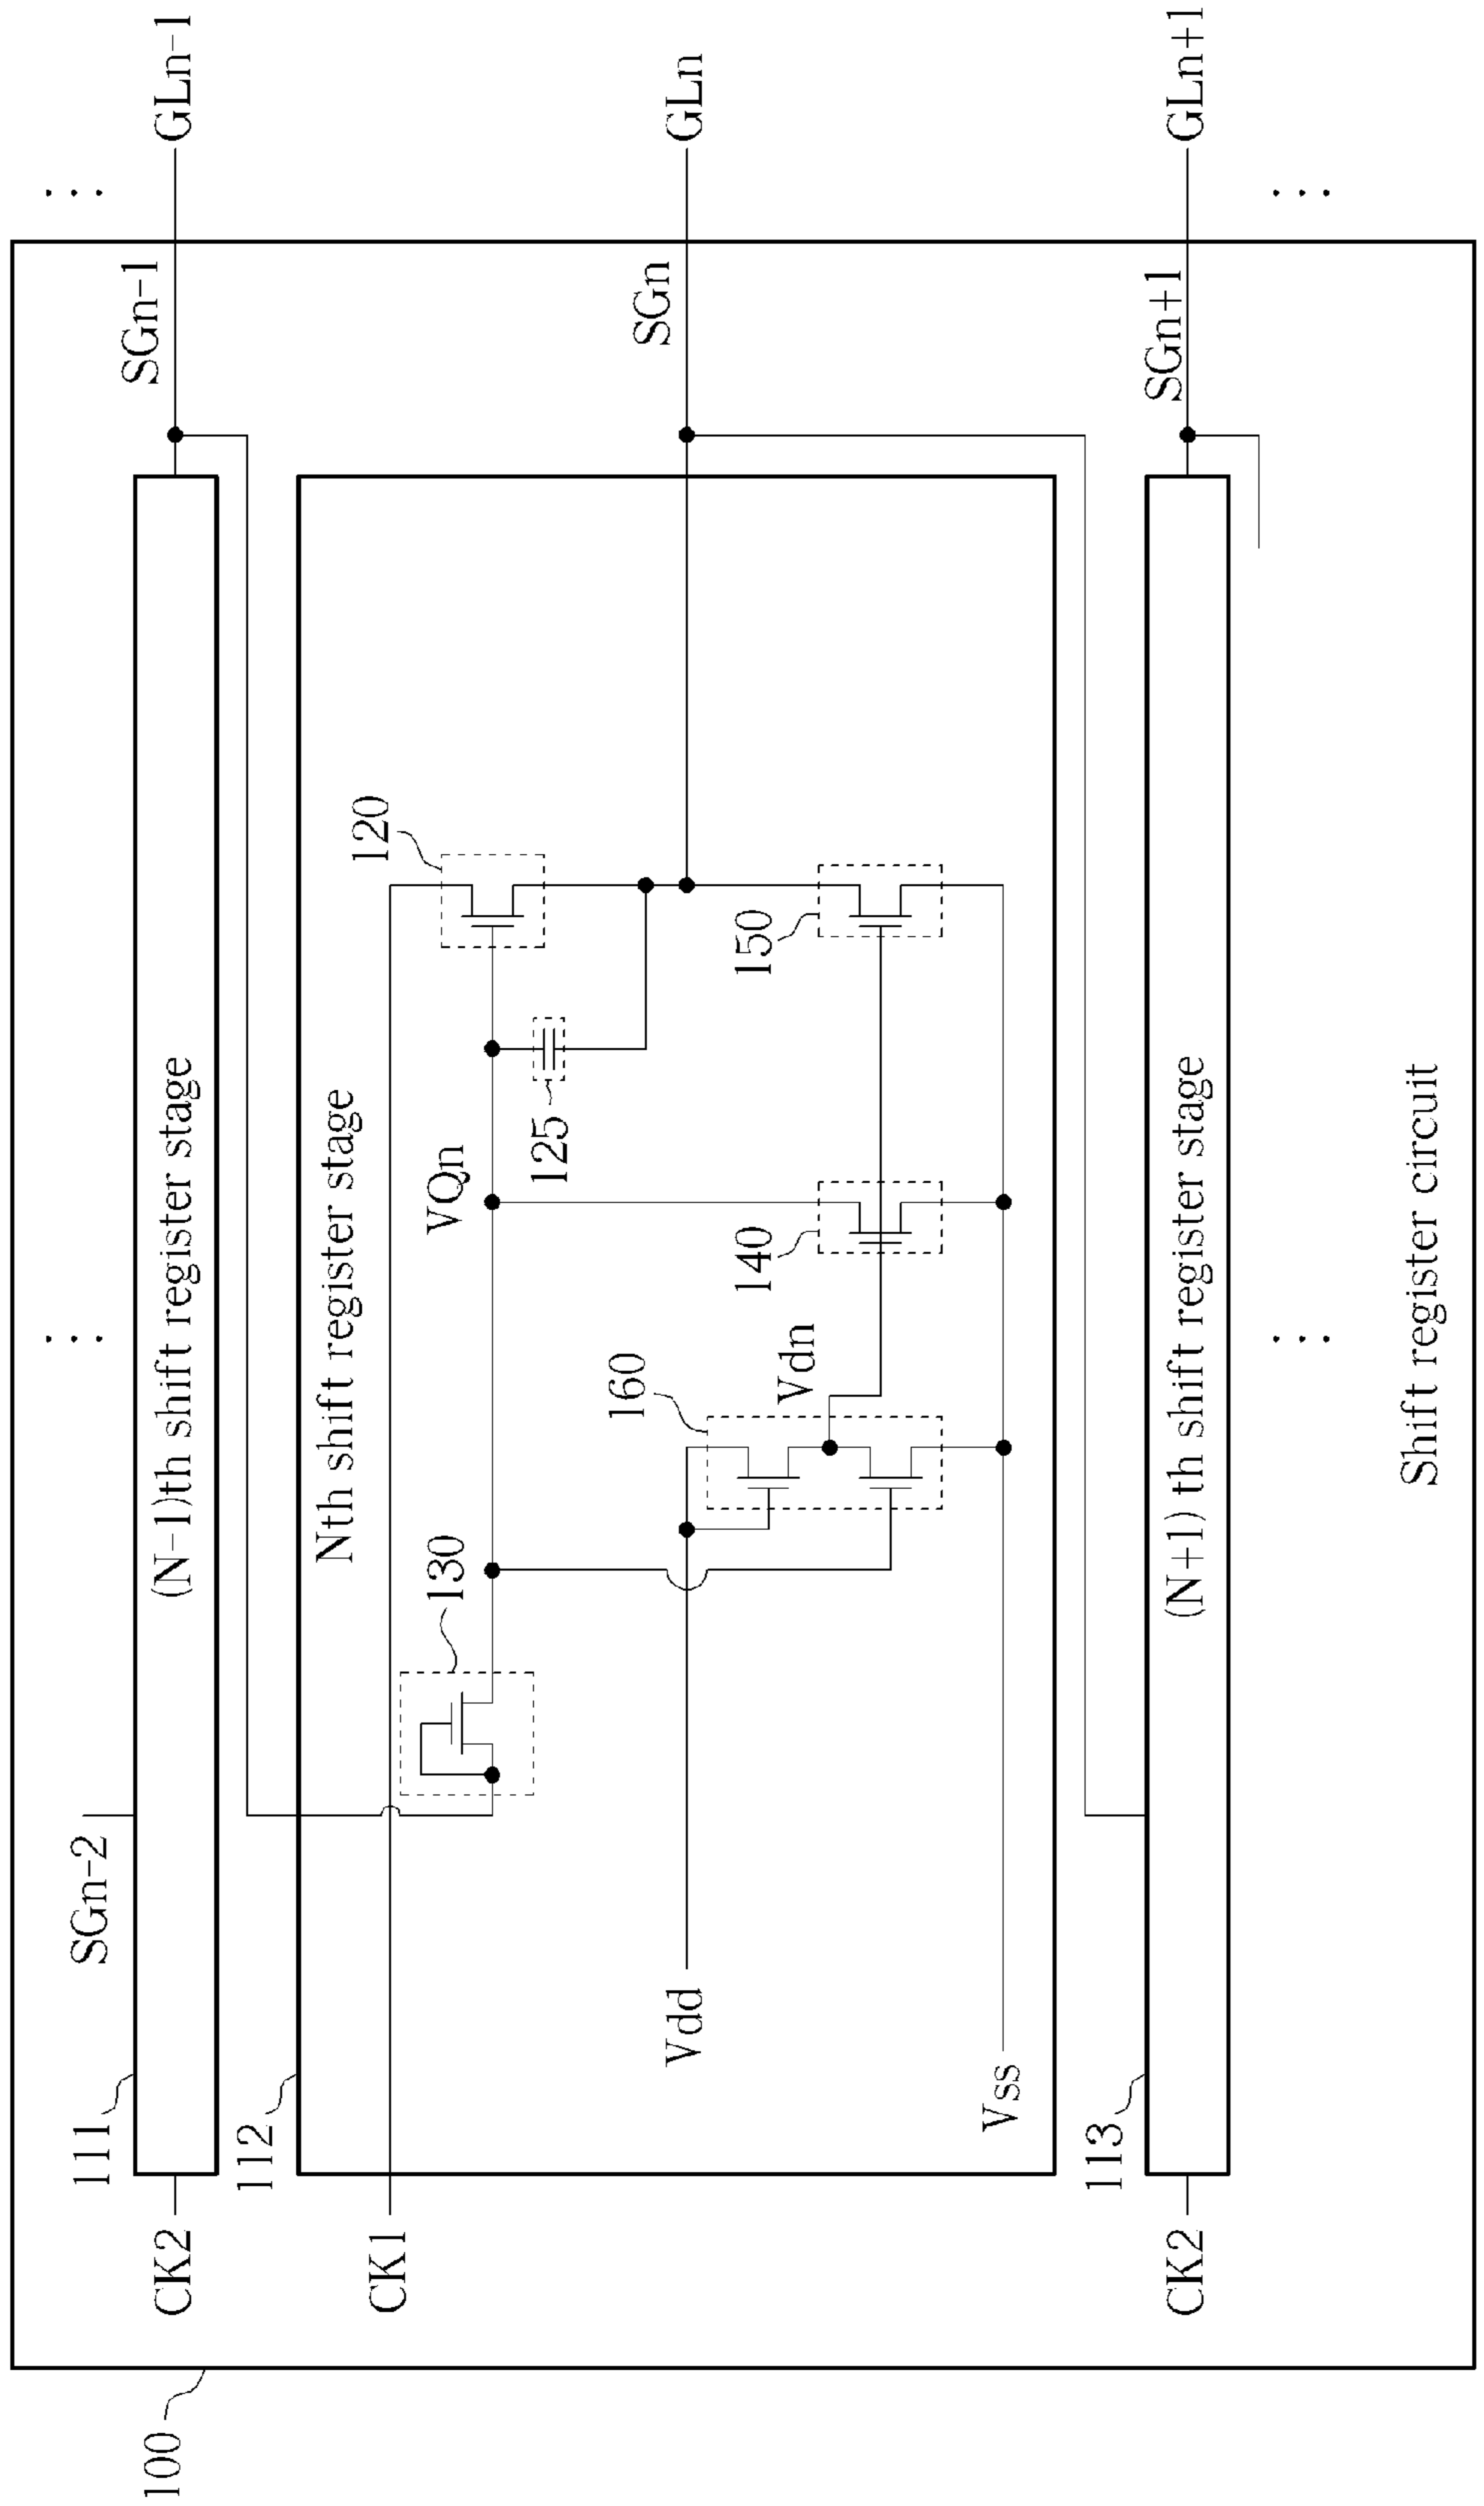 100
SGn-2
...
...
111
(N-1)th shift register stage
SGn-1
GLn-1
CK2
112
Nth shift register stage
120
CK1
130
VQn
125
160
SGn
GLn
Vdd
Vdn
140
150
Vss
113
(N+1)th shift register stage
SGn+1
GLn+1
CK2
...
...
Shift register circuit